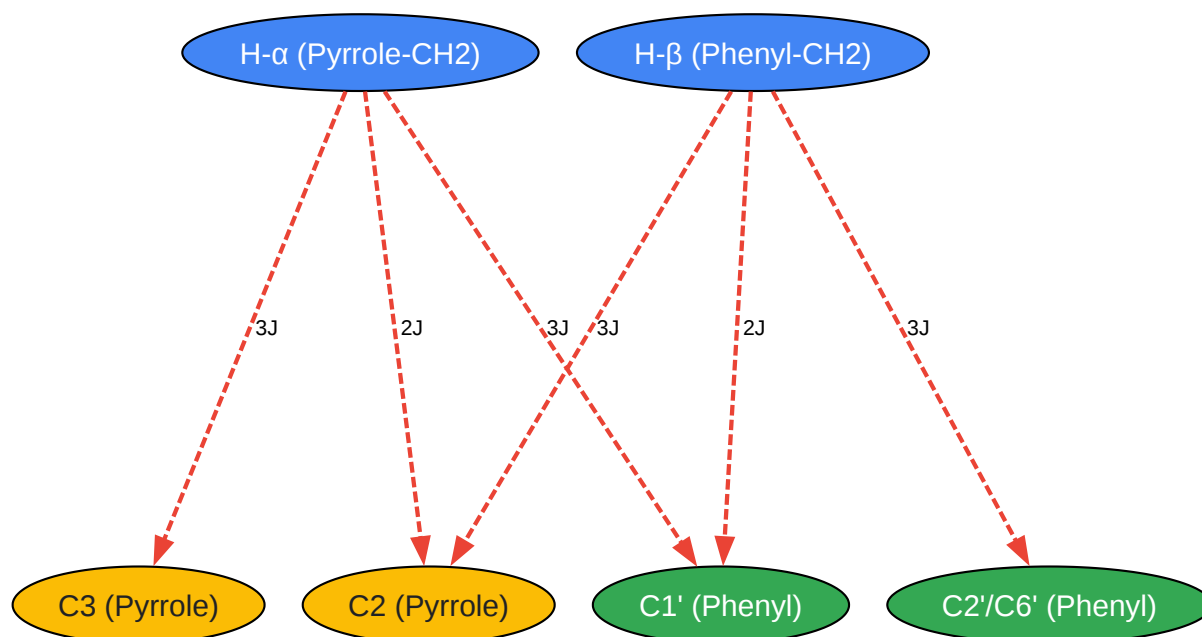 H-α (Pyrrole-CH2)
H-β (Phenyl-CH2)
3J
2J
3J
3J
2J
3J
C3 (Pyrrole)
C2 (Pyrrole)
C1' (Phenyl)
C2'/C6' (Phenyl)